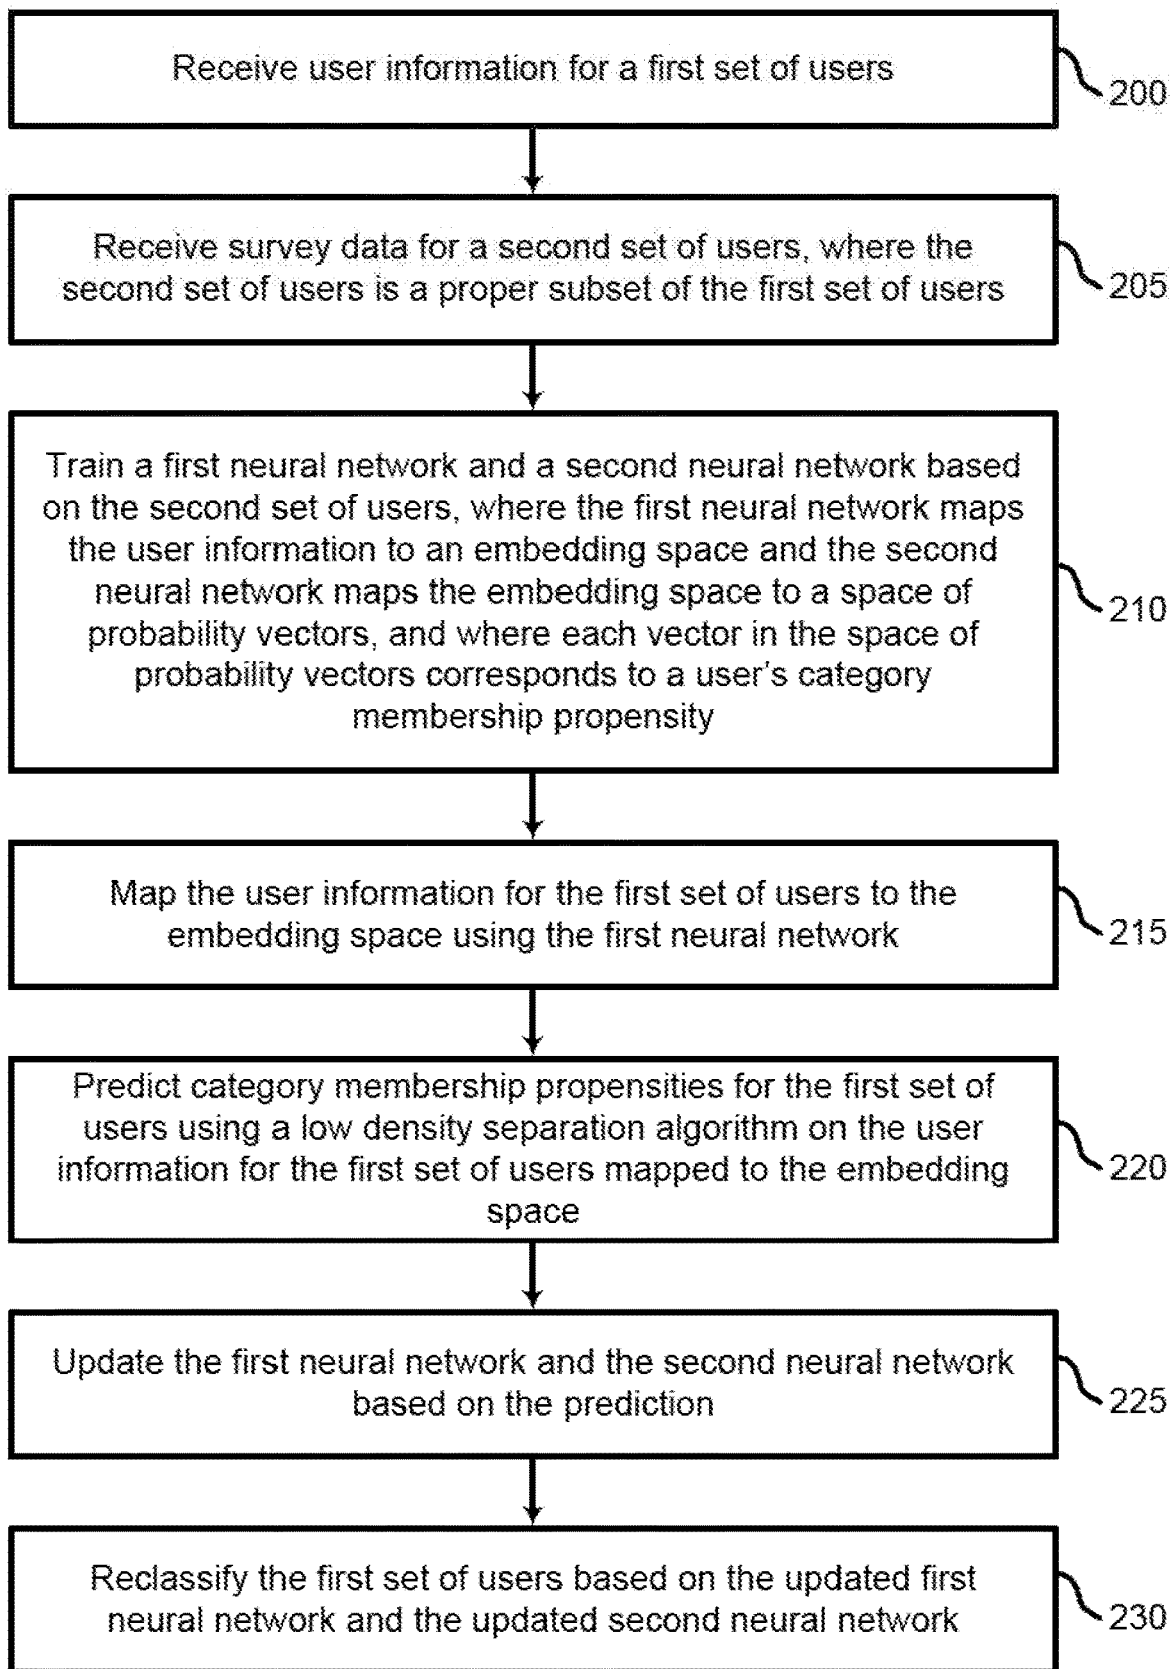 Receive user information for a first set of users
200
Receive survey data for a second set of users, where the
second set of users is a proper subset of the first set of users
205
Train a first neural network and a second neural network based
on the second set of users, where the first neural network maps
the user information to an embedding space and the second
neural network maps the embedding space to a space of
probability vectors, and where each vector in the space of
probability vectors corresponds to a user's category
membership propensity
210
Map the user information for the first set of users to the
embedding space using the first neural network
215
Predict category membership propensities for the first set of
users using a low density separation algorithm on the user
information for the first set of users mapped to the embedding
space
220
Update the first neural network and the second neural network
based on the prediction
225
Reclassify the first set of users based on the updated first
neural network and the updated second neural network
230